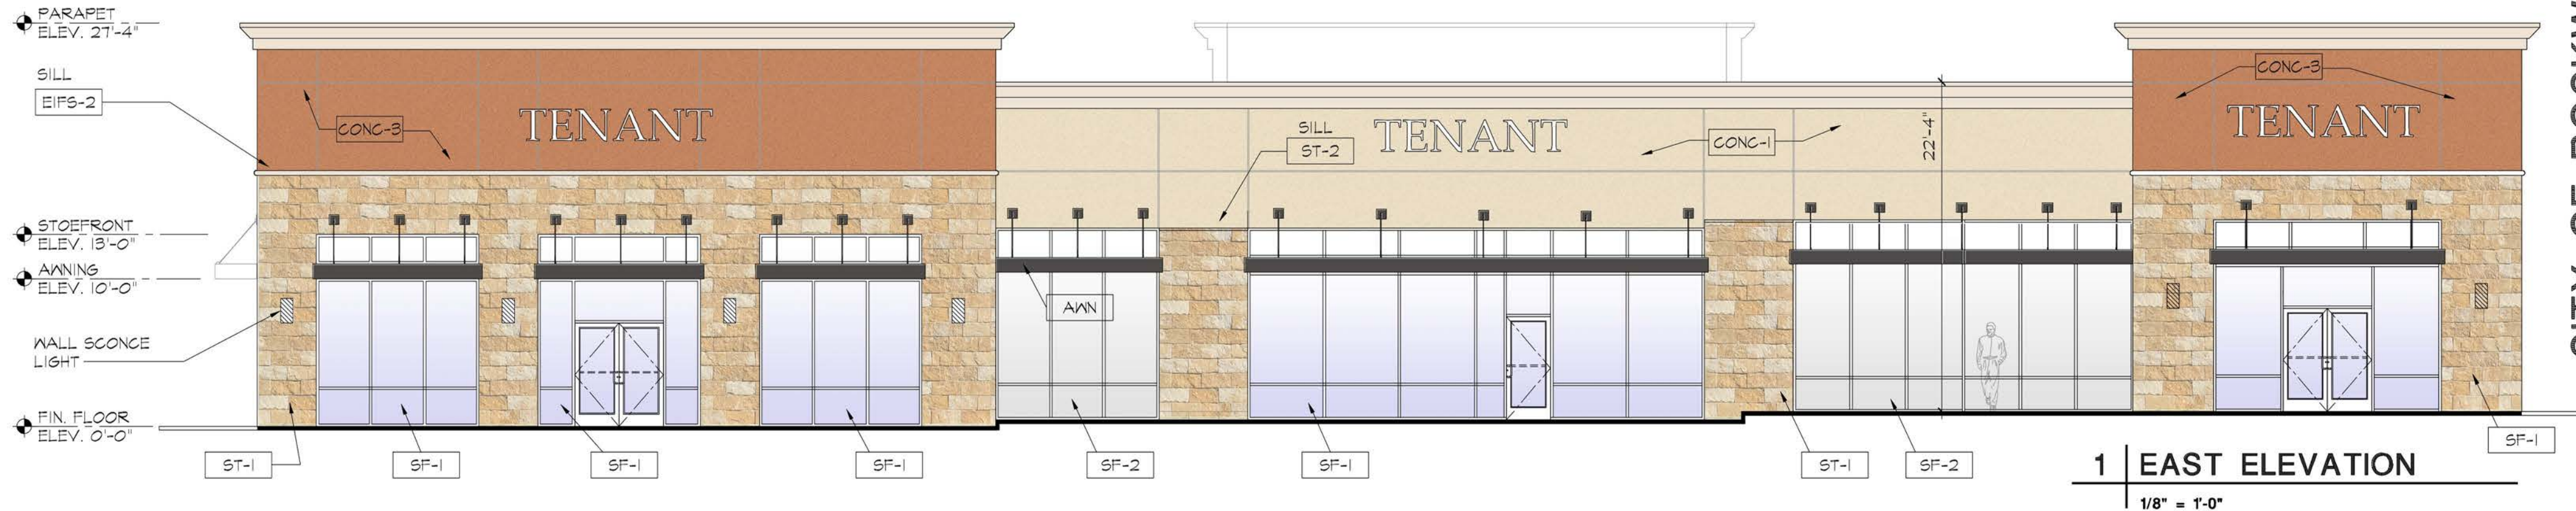 PARAPET
ELEV. 27'-4"
SILL
EIFS-2
STOEFRONT
ELEV. 13'-0"
AWNING
ELEV. 10'-0"
WALL SCONCE
LIGHT
FIN. FLOOR
ELEV. 0'-0"
CONC-3
TENANT
SILL
ST-2
TENANT
CONC-1
22'-4"
CONC-3
TENANT
AWN
ST-1
SF-1
SF-1
SF-1
SF-2
SF-1
ST-1
SF-2
SF-1
1 EAST ELEVATION
1/8" = 1'-0"